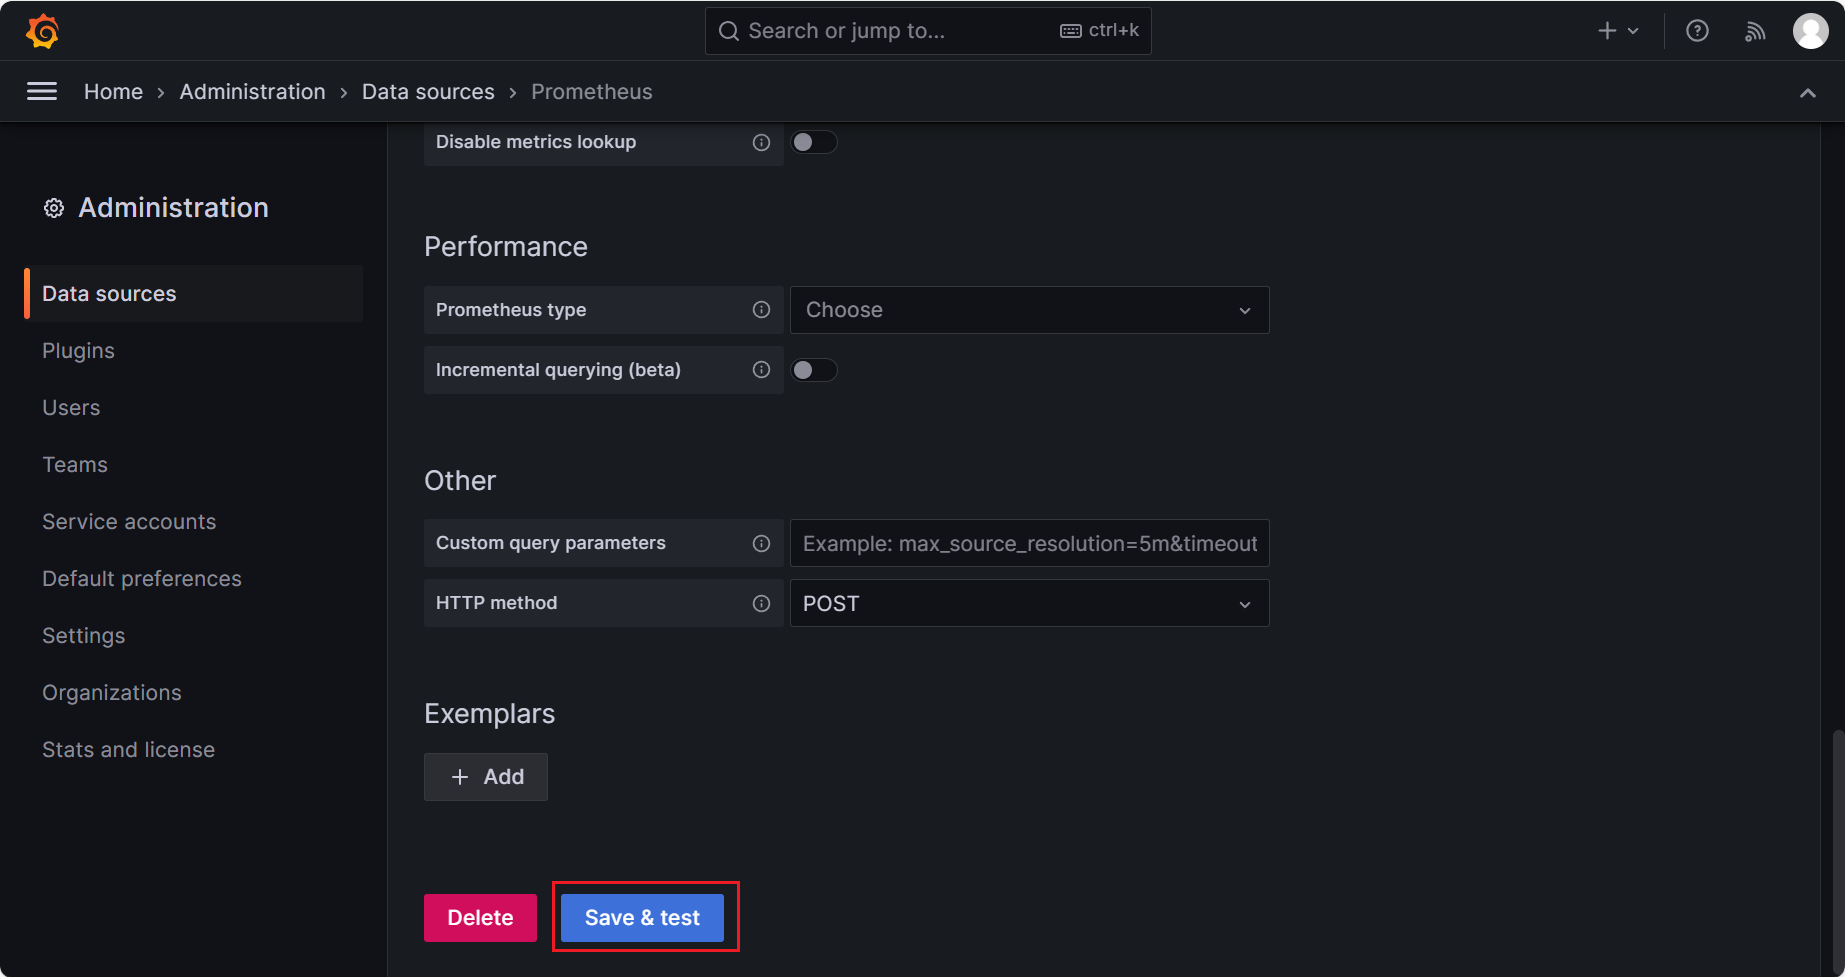 Search or jump to...
ctrl+k
Home > Administration > Data sources > Prometheus
Administration
Data sources
Plugins
Users
Teams
Service accounts
Default preferences
Settings
Organizations
Stats and license
Disable metrics lookup
Performance
Prometheus type
Choose
Incremental querying (beta)
Other
Custom query parameters
Example: max_source_resolution=5m&timeout
HTTP method
POST
Exemplars
+ Add
Delete
Save & test